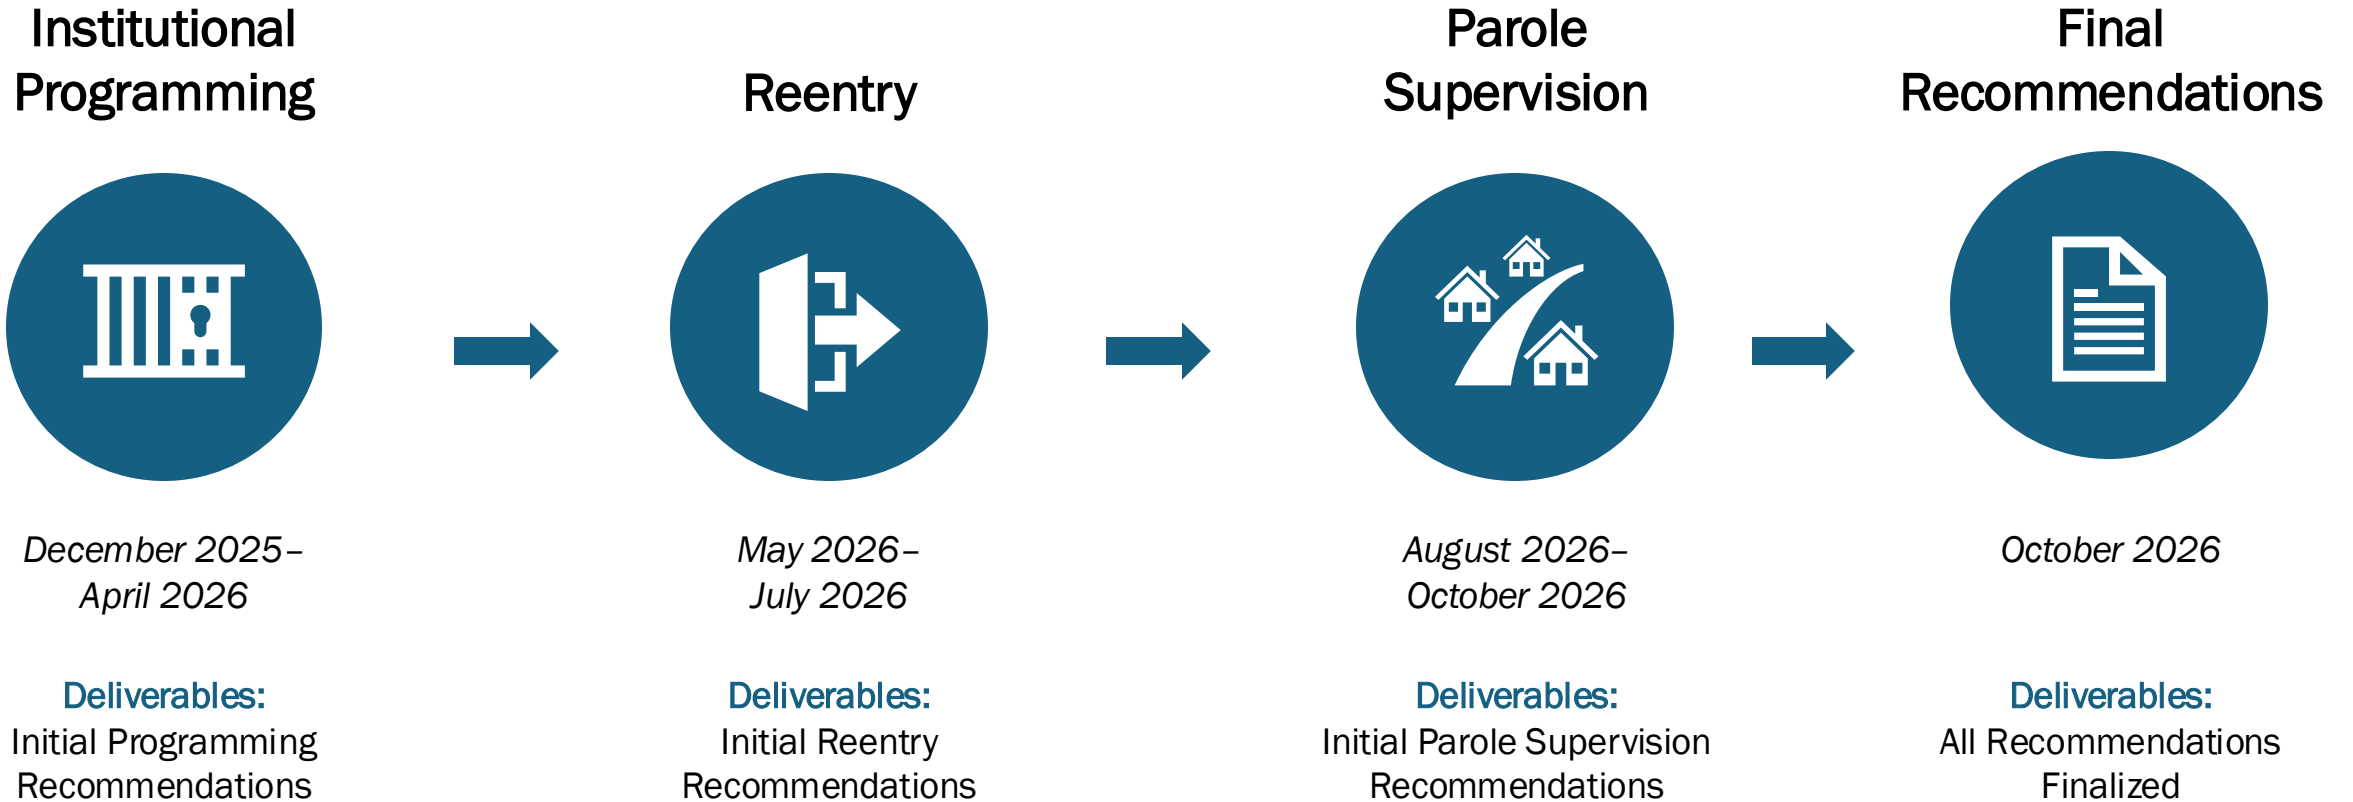 Institutional
Programming
December 2025–
April 2026
Deliverables:
Initial Programming
Recommendations
Reentry
May 2026–
July 2026
Deliverables:
Initial Reentry
Recommendations
Parole
Supervision
August 2026–
October 2026
Deliverables:
Initial Parole Supervision
Recommendations
Final
Recommendations
October 2026
Deliverables:
All Recommendations
Finalized